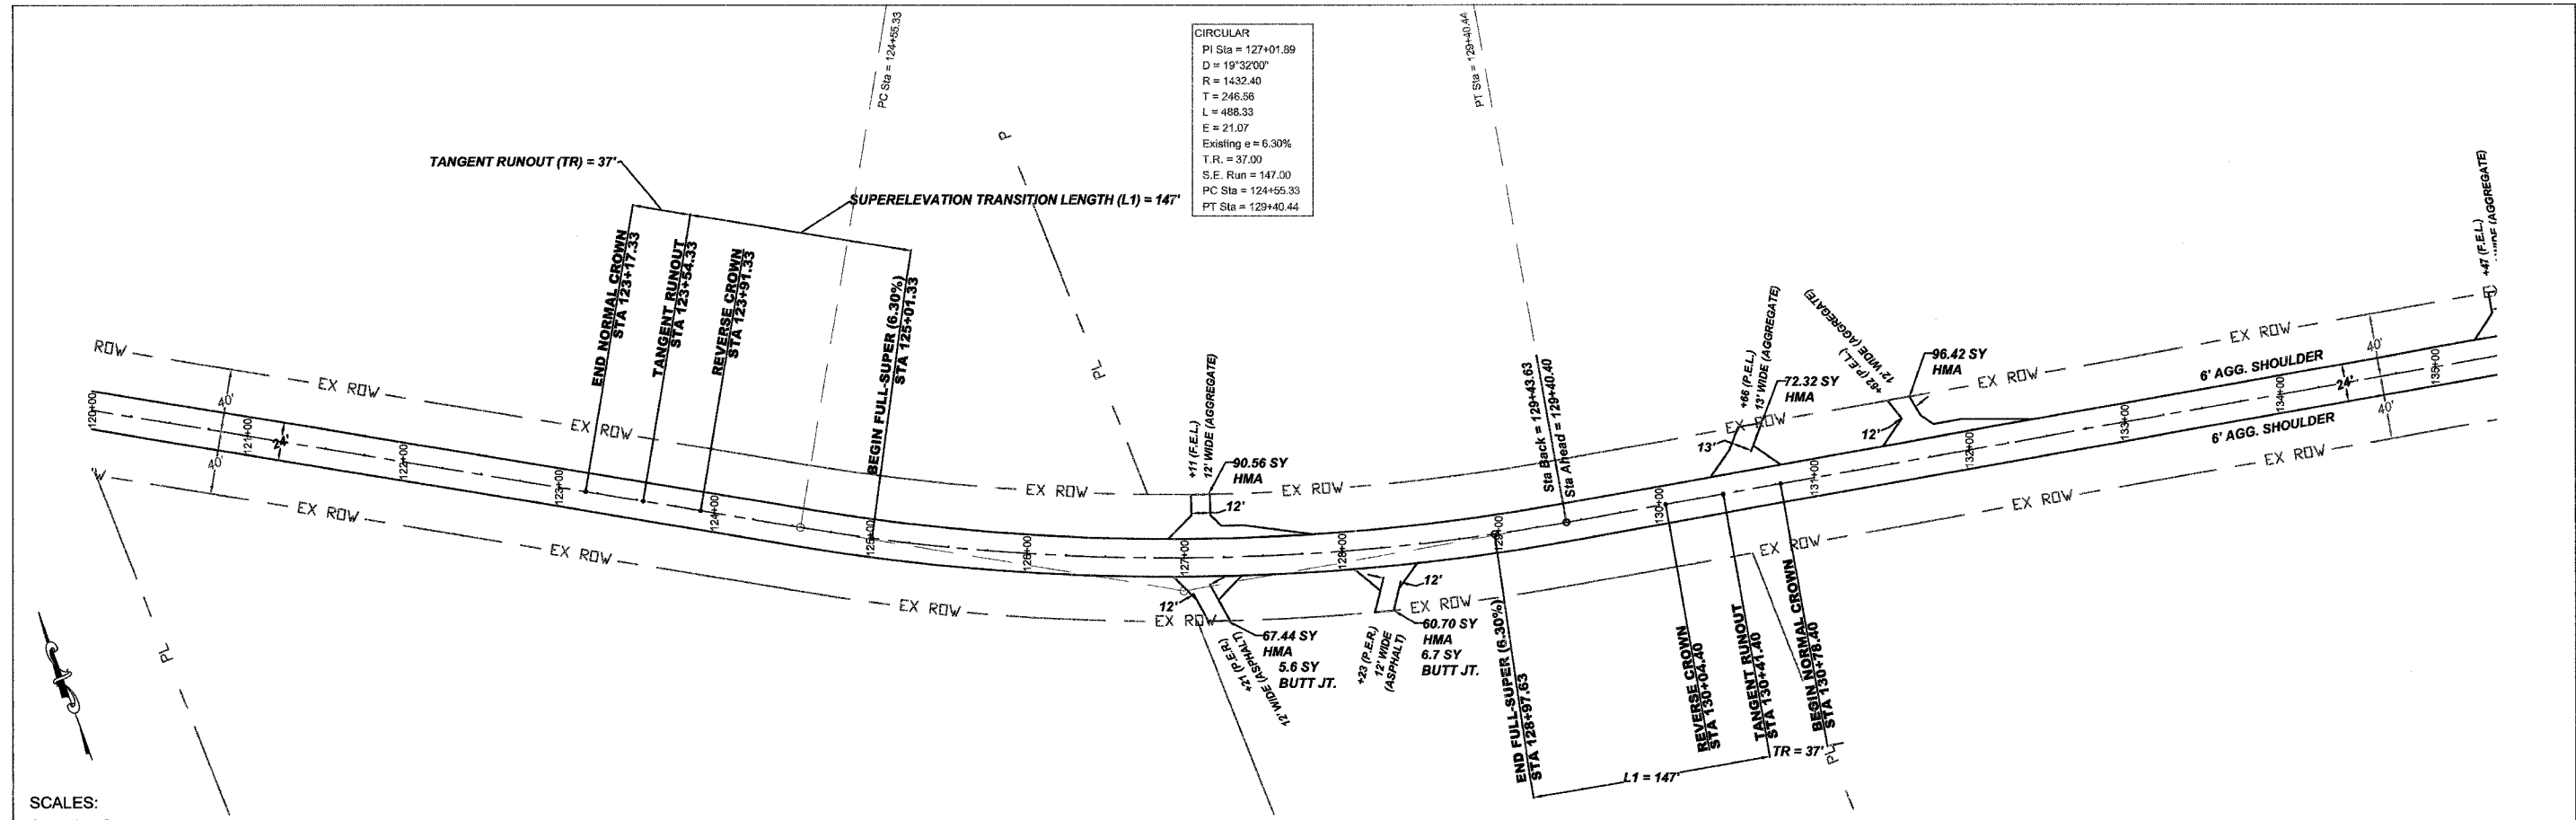 PC Sta = 124+55.33
CIRCULAR
PI Sta = 127+01.89
D = 19°32'00"
R = 1432.40
T = 246.56
L = 488.33
E = 21.07
Existing e = 6.30%
T.R. = 37.00
S.E. Run = 147.00
PC Sta = 124+55.33
PT Sta = 129+40.44
PT Sta = 129+40.44
TANGENT RUNOUT (TR) = 37'
SUPERELEVATION TRANSITION LENGTH (L1) = 147'
END NORMAL CROWN
STA 123+17.33
TANGENT RUNOUT
STA 123+54.33
REVERSE CROWN
STA 123+91.33
BEGIN FULL-SUPER (6.30%)
STA 125+01.33
P
PL
ROW
EX ROW
EX ROW
EX ROW
EX ROW
EX ROW
EX ROW
EX ROW
40'
24'
40'
120+00
121+00
122+00
123+00
124+00
125+00
126+00
127+00
128+00
129+00
130+00
131+00
132+00
133+00
134+00
135+00
+11 (F.E.L.)
12' WIDE (AGGREGATE)
90.56 SY
HMA
12'
Sta Back = 129+43.63
Sta Ahead = 129+40.40
+66 (P.E.L.)
13' WIDE (AGGREGATE)
72.32 SY
HMA
13'
+62 (P.E.L.)
12' WIDE (AGGREGATE)
96.42 SY
HMA
12'
6' AGG. SHOULDER
6' AGG. SHOULDER
40'
24'
40'
+47 (F.E.L.)
(AGGREGATE)
W
EX ROW
EX ROW
EX ROW
EX ROW
EX ROW
EX ROW
EX ROW
EX ROW
PL
12'
67.44 SY
HMA
5.6 SY
BUTT JT.
+21 (P.E.R.)
12' WIDE (ASPHALT)
12'
60.70 SY
HMA
6.7 SY
BUTT JT.
+23 (P.E.R.)
12' WIDE
(ASPHALT)
END FULL-SUPER (6.30%)
STA 128+97.63
REVERSE CROWN
STA 130+04.40
TANGENT RUNOUT
STA 130+41.40
BEGIN NORMAL CROWN
STA 130+78.40
TR = 37'
L1 = 147'
PL
SCALES: